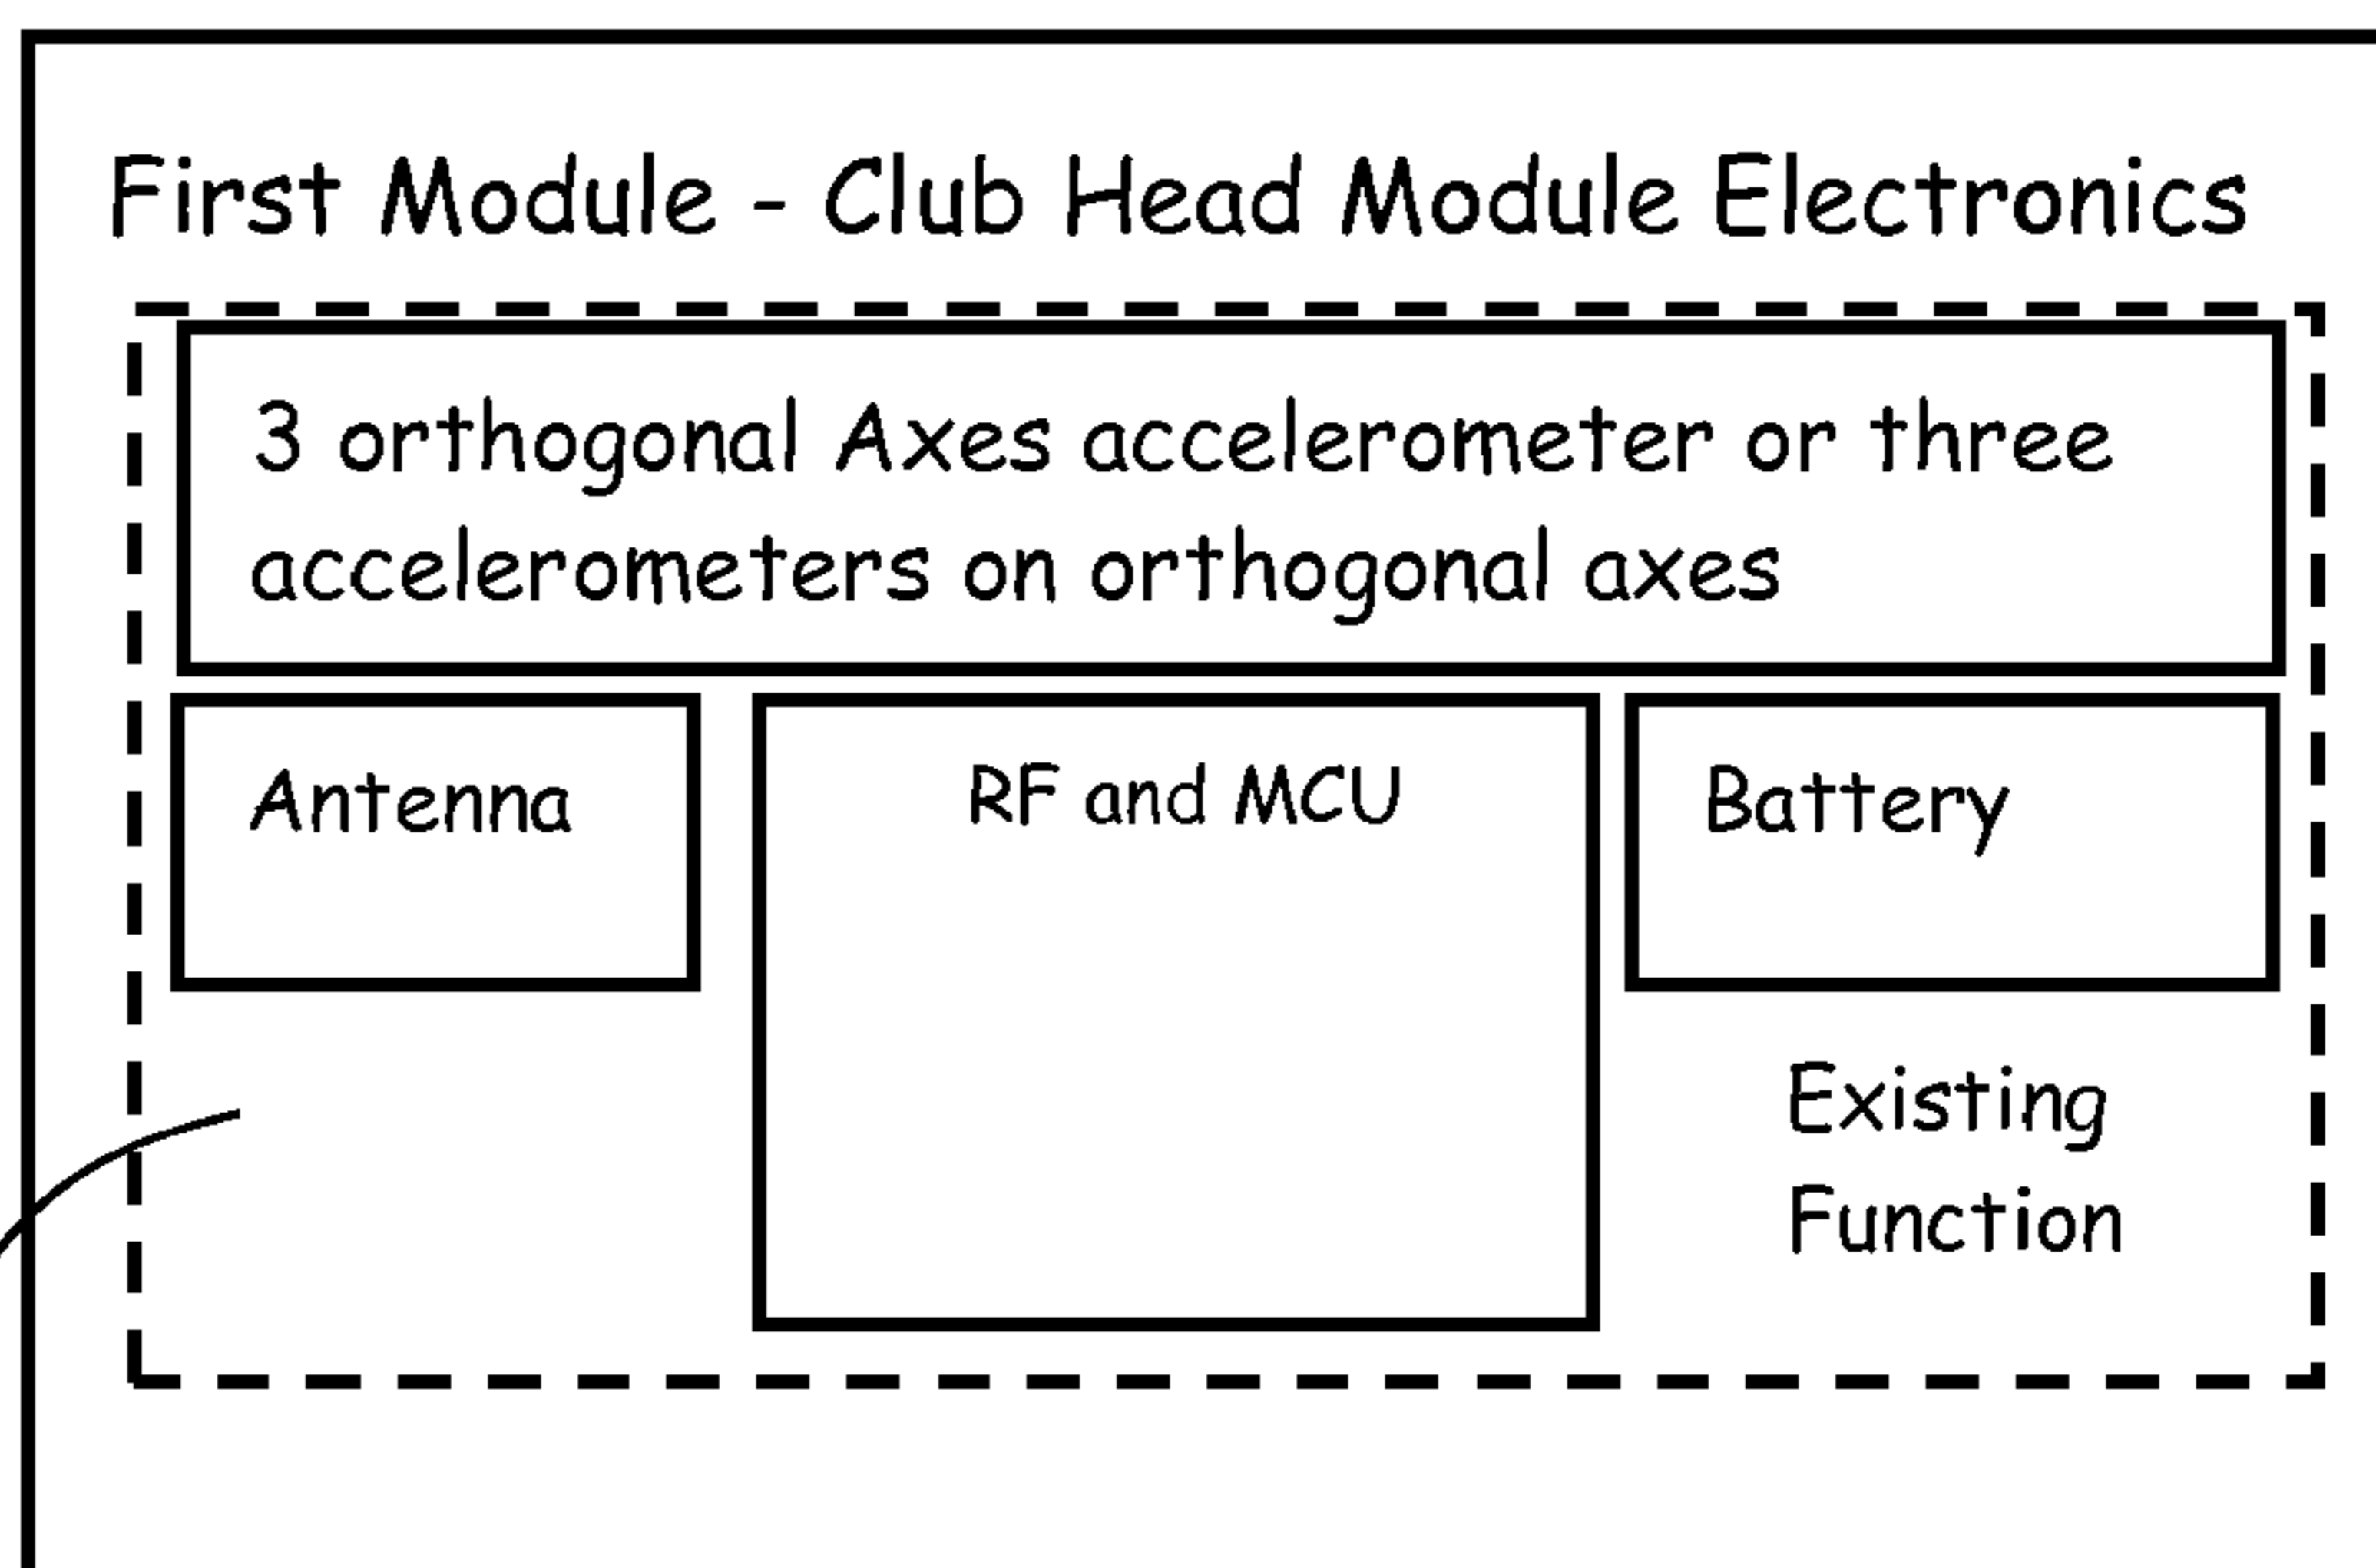 First Module - Club Head Module Electronics
3 orthogonal Axes accelerometer or three
accelerometers on orthogonal axes
Antenna
RF and MCU
Battery
Existing
Function